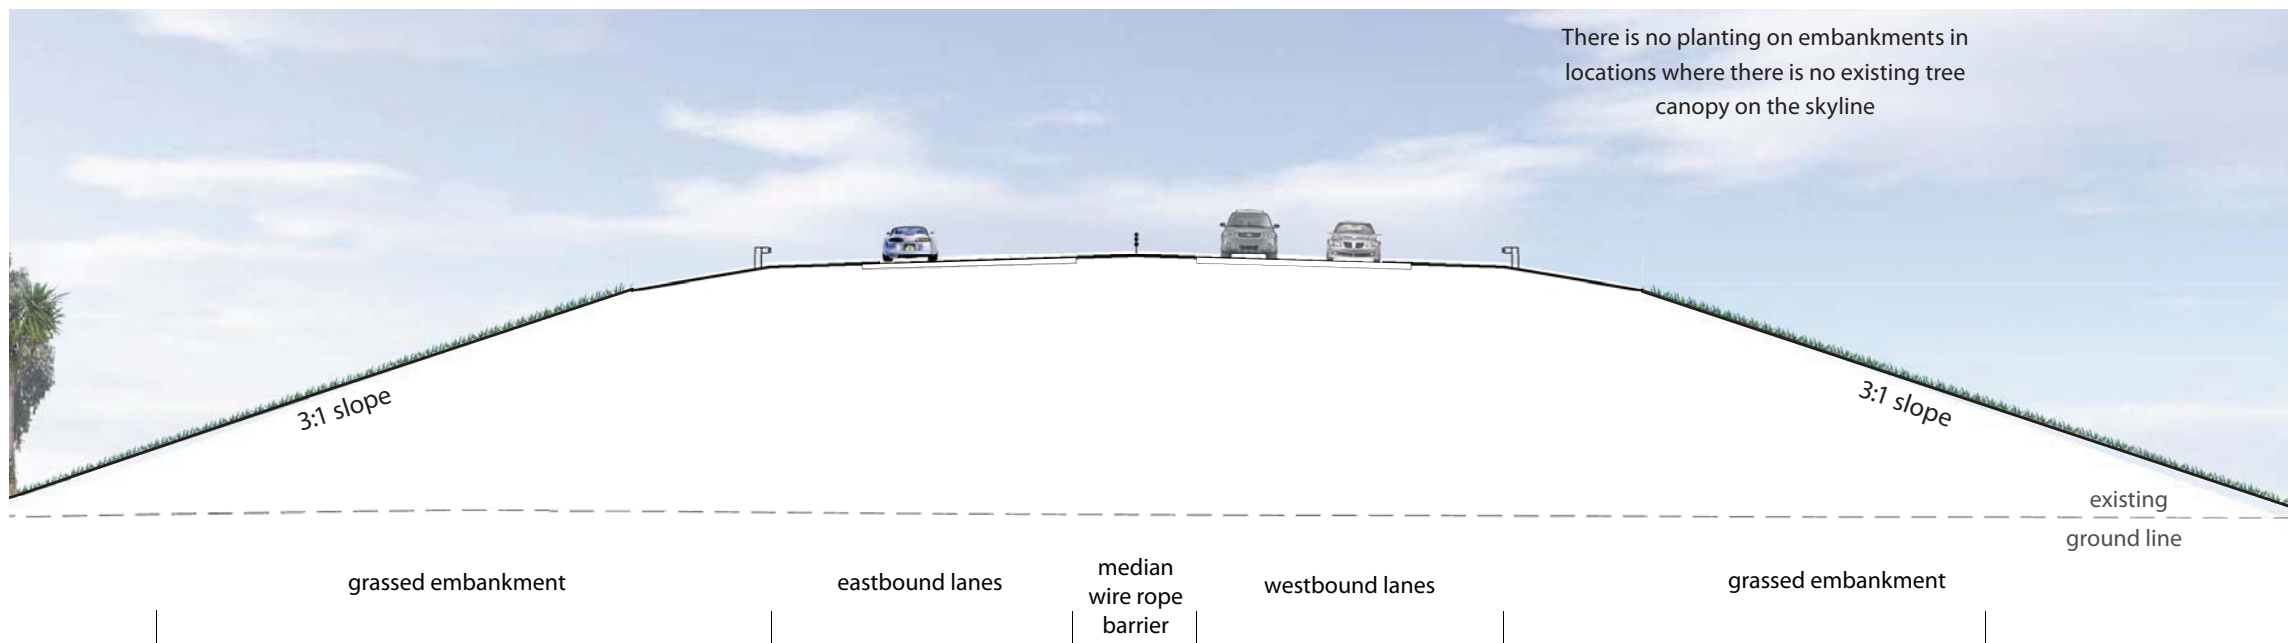 There is no planting on embankments in
locations where there is no existing tree
canopy on the skyline
3:1 slope
3:1 slope
existing
ground line
grassed embankment
eastbound lanes
median
wire rope
barrier
westbound lanes
grassed embankment